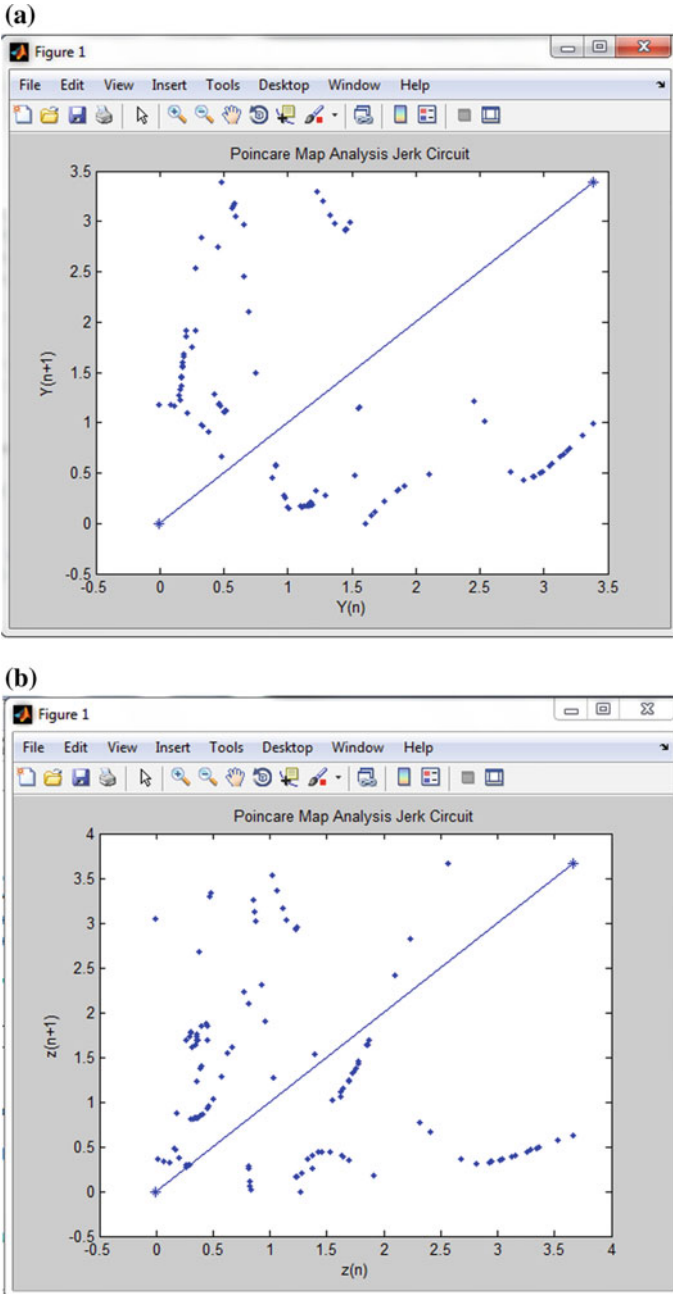 (a)
Figure 1
File Edit View Insert Tools Desktop Window Help
Poincare Map Analysis Jerk Circuit
3.5
3
2.5
2
1.5
1
0.5
0
-0.5
Y(n+1)
-0.5 0 0.5 1 1.5 2 2.5 3 3.5
Y(n)
(b)
Figure 1
File Edit View Insert Tools Desktop Window Help
Poincare Map Analysis Jerk Circuit
4
3.5
3
2.5
2
1.5
1
0.5
0
-0.5
z(n+1)
-0.5 0 0.5 1 1.5 2 2.5 3 3.5 4
z(n)